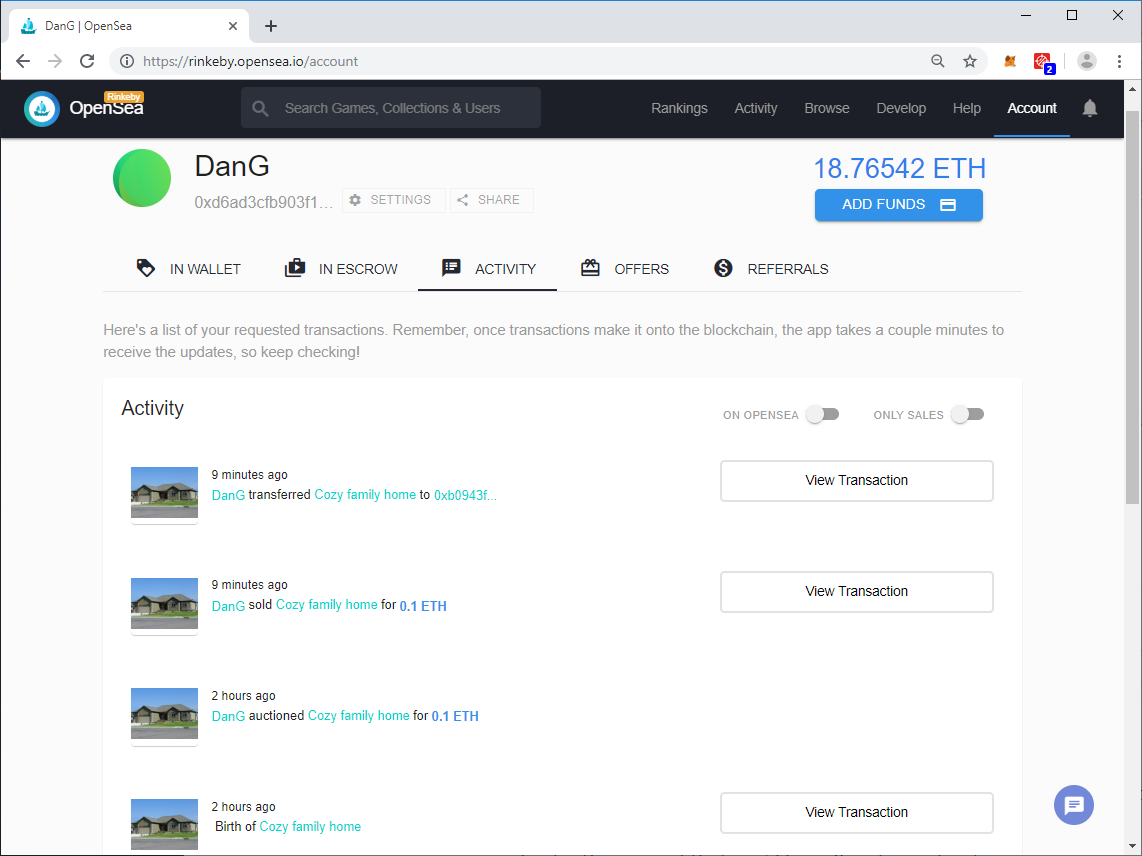 DanG | OpenSea
https://rinkeby.opensea.io/account
2
Rinkeby
OpenSea
Search Games, Collections & Users
Rankings
Activity
Browse
Develop
Help
Account
DanG
18.76542 ETH
0xd6ad3cfb903f1...
SETTINGS
SHARE
ADD FUNDS
IN WALLET
IN ESCROW
ACTIVITY
OFFERS
REFERRALS
Here's a list of your requested transactions. Remember, once transactions make it onto the blockchain, the app takes a couple minutes to
receive the updates, so keep checking!
Activity
ON OPENSEA
ONLY SALES
9 minutes ago
DanG transferred Cozy family home to 0xb0943f...
View Transaction
9 minutes ago
DanG sold Cozy family home for 0.1 ETH
View Transaction
2 hours ago
DanG auctioned Cozy family home for 0.1 ETH
2 hours ago
Birth of Cozy family home
View Transaction